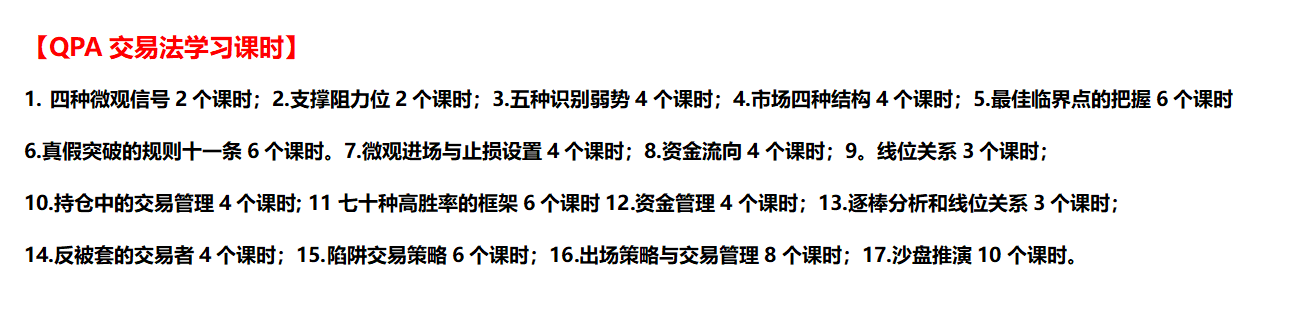 【QPA 交易法学习课时】
1. 四种微观信号 2 个课时；2.支撑阻力位 2 个课时；3.五种识别弱势 4 个课时；4.市场四种结构 4 个课时；5.最佳临界点的把握 6 个课时
6.真假突破的规则十一条 6 个课时。7.微观进场与止损设置 4 个课时；8.资金流向 4 个课时；9。线位关系 3 个课时；
10.持仓中的交易管理 4 个课时; 11 七十种高胜率的框架 6 个课时 12.资金管理 4 个课时；13.逐棒分析和线位关系 3 个课时；
14.反被套的交易者 4 个课时；15.陷阱交易策略 6 个课时；16.出场策略与交易管理 8 个课时；17.沙盘推演 10 个课时。